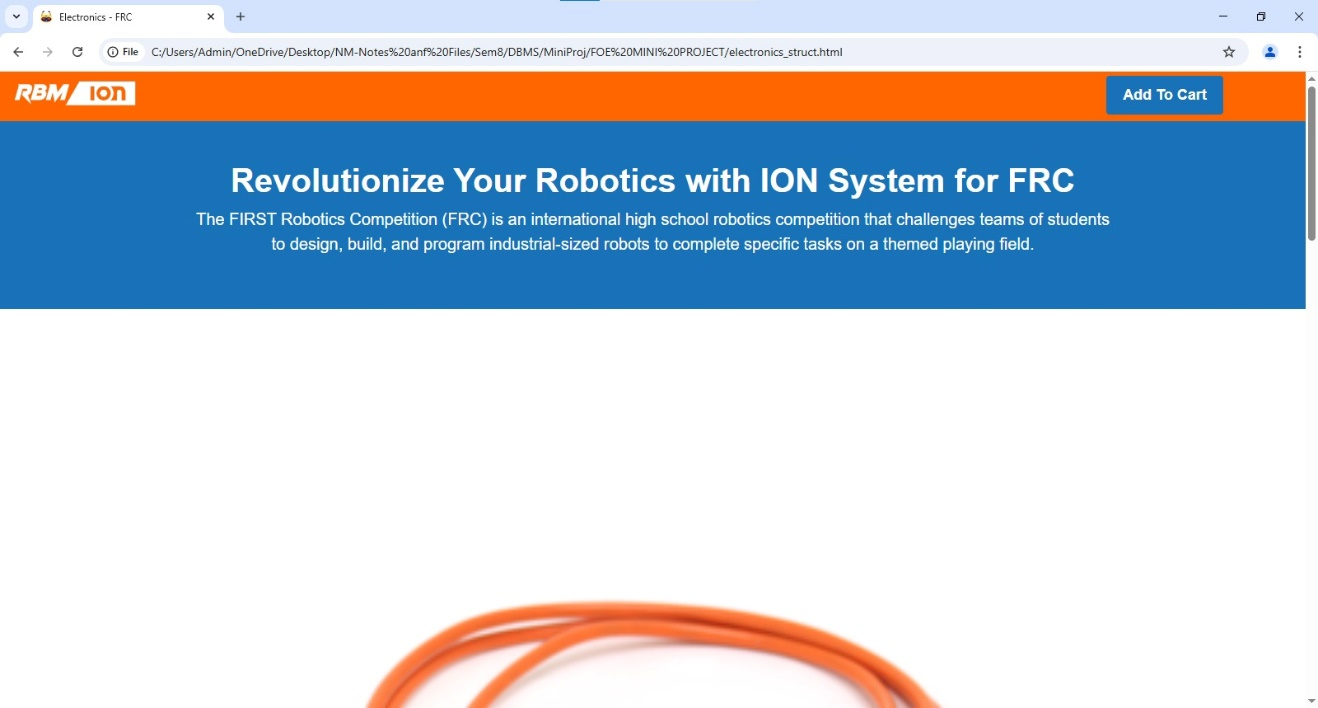 Electronics - FRC
File
C:/Users/Admin/OneDrive/Desktop/NM-Notes%20anf%20Files/Sem8/DBMS/MiniProj/FOE%20MINI%20PROJECT/electronics_struct.html
RBM ION
Add To Cart
Revolutionize Your Robotics with ION System for FRC
The FIRST Robotics Competition (FRC) is an international high school robotics competition that challenges teams of students
to design, build, and program industrial-sized robots to complete specific tasks on a themed playing field.